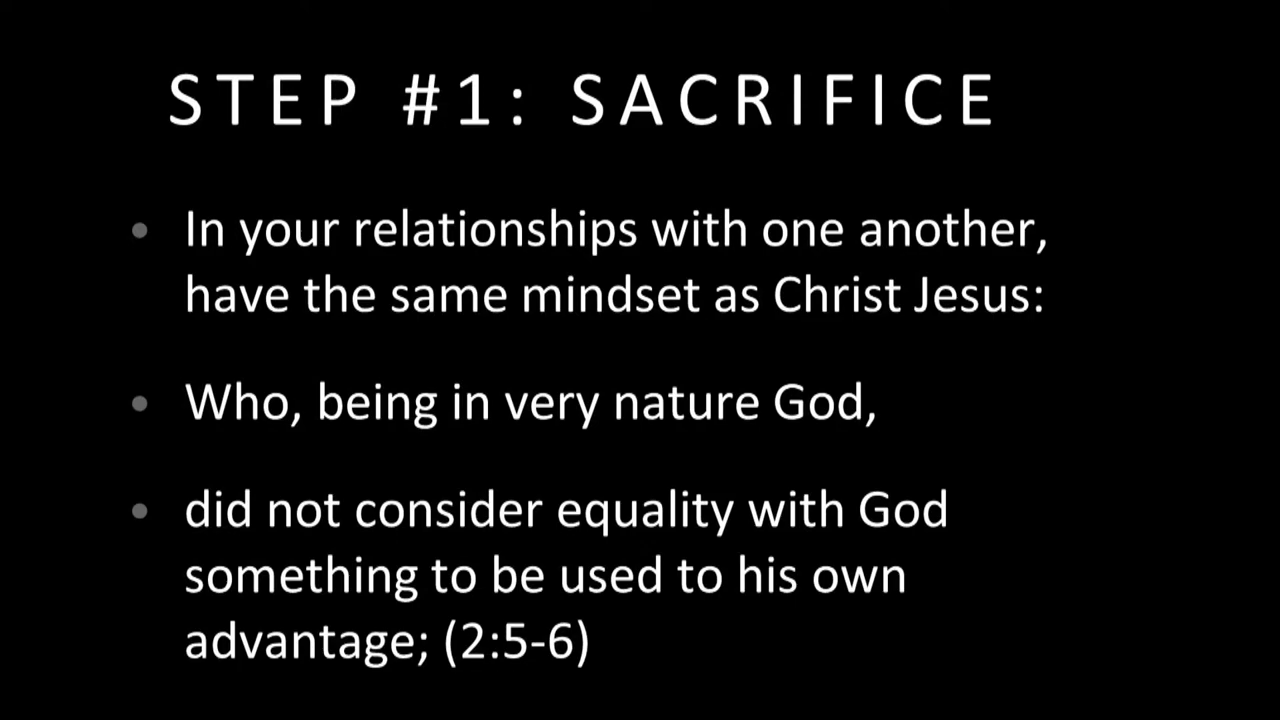 STEP #1: SACRIFICE
• In your relationships with one another,
have the same mindset as Christ Jesus:
• Who, being in very nature God,
• did not consider equality with God
something to be used to his own
advantage; (2:5-6)